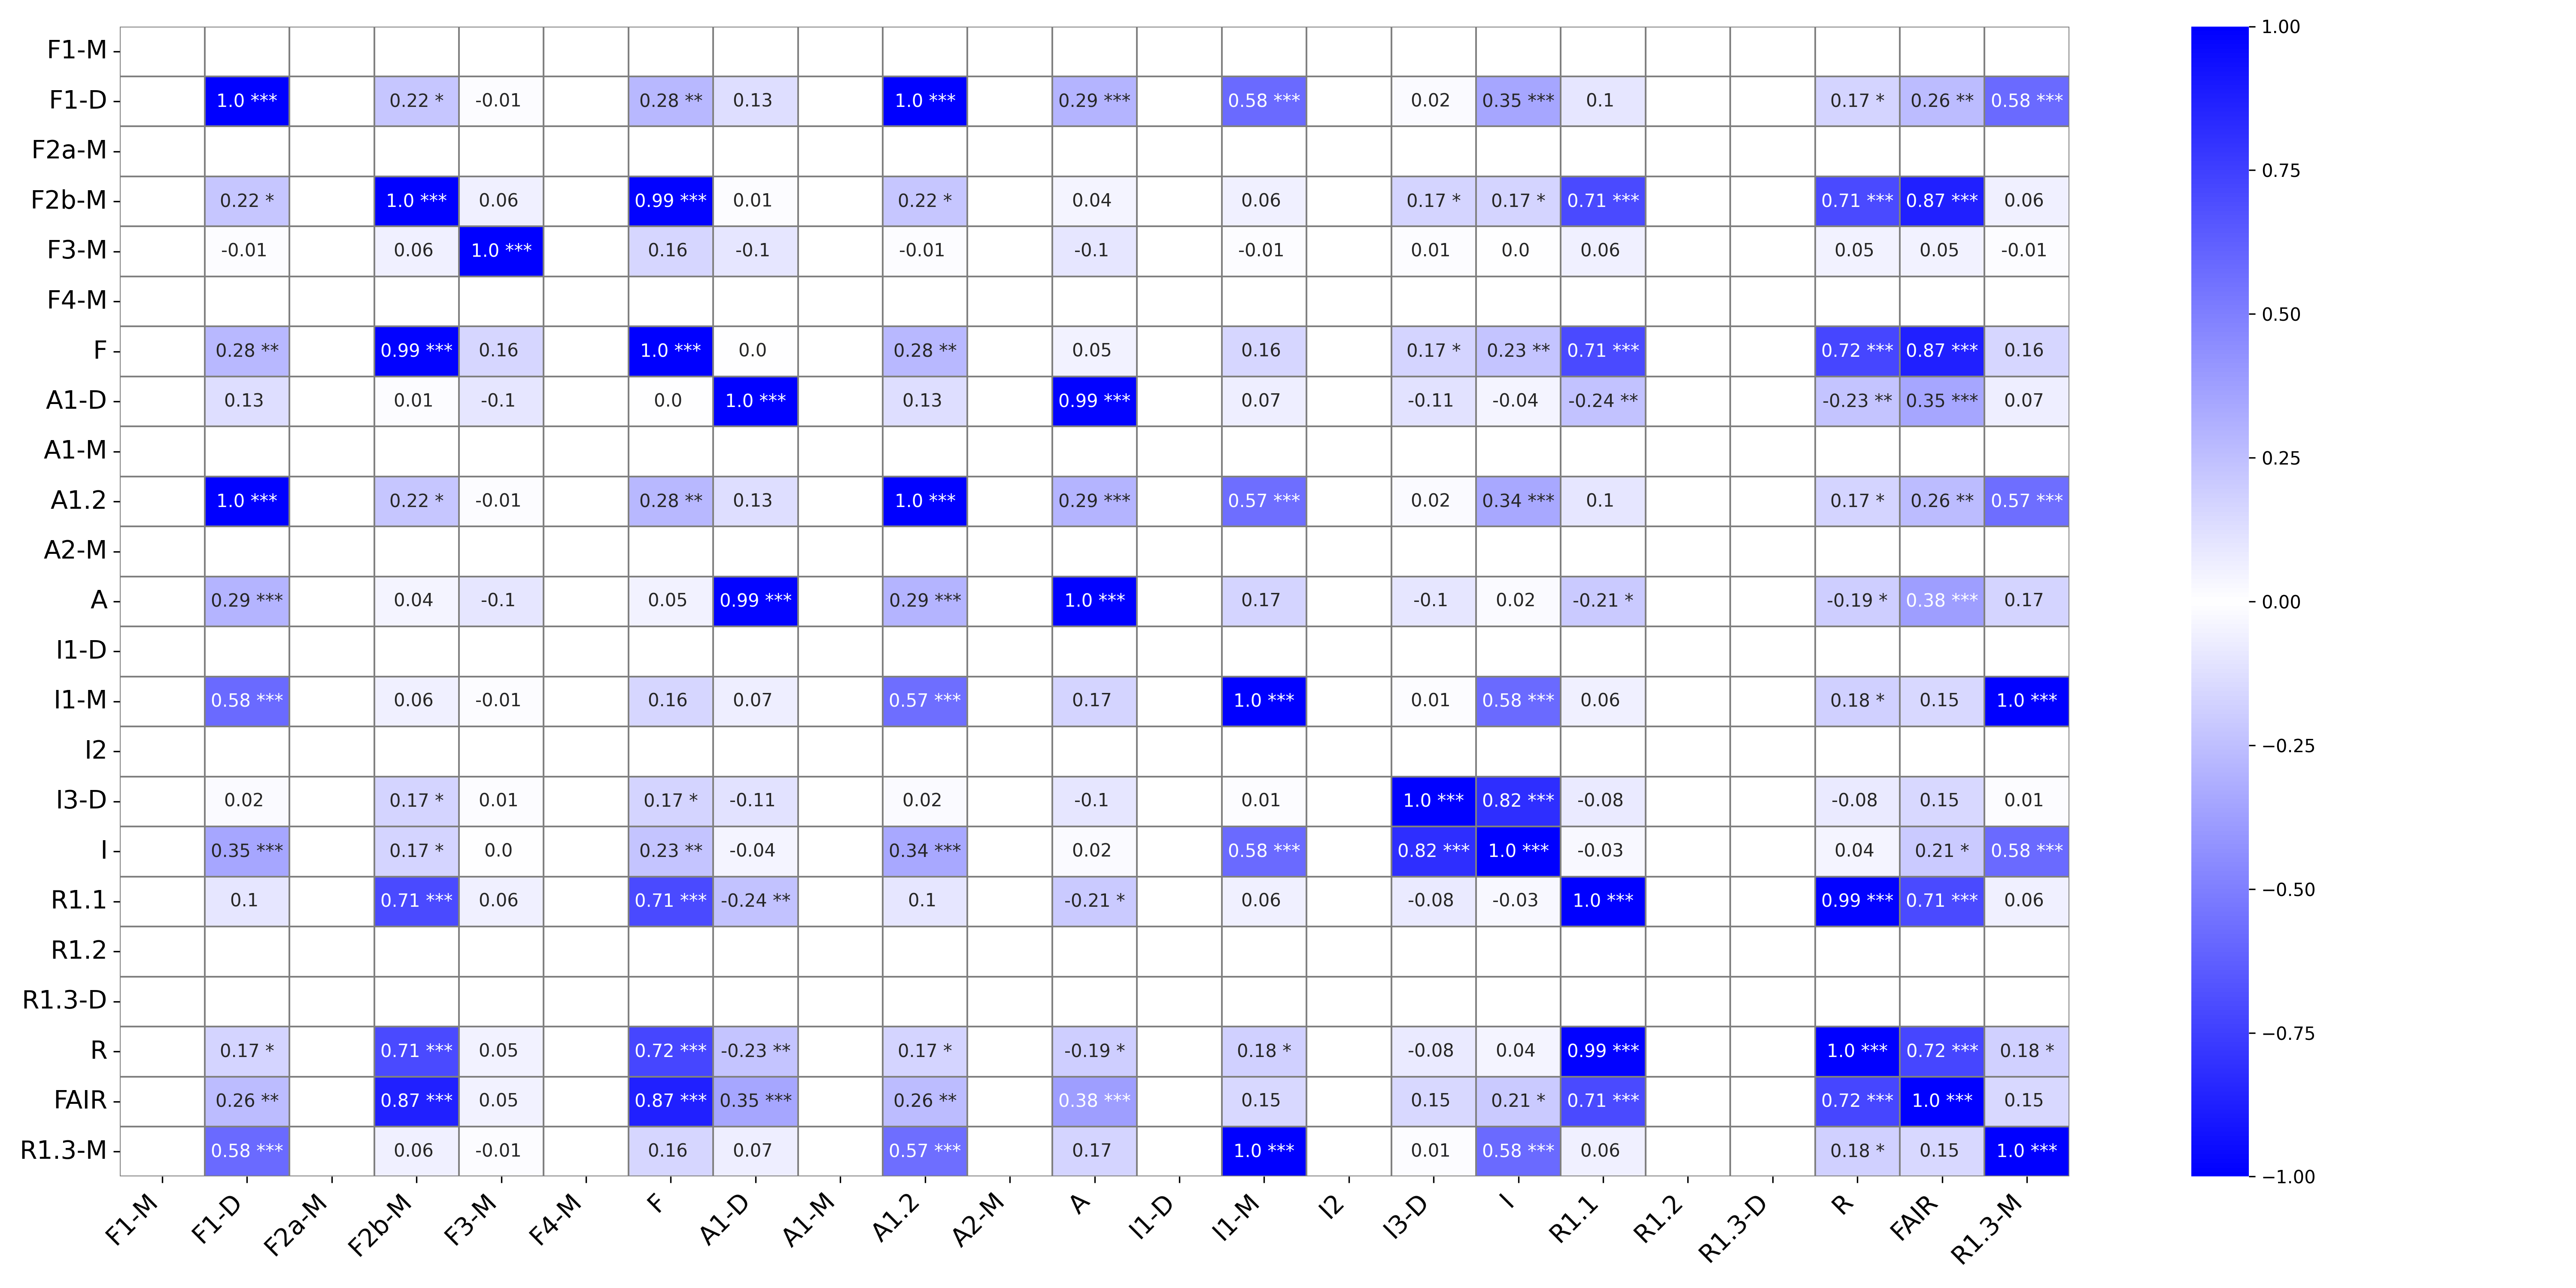 F1-M
F1-D 1.0 *** 0.22 * -0.01 0.28 ** 0.13 1.0 *** 0.29 *** 0.58 *** 0.02 0.35 *** 0.1 0.17 * 0.26 ** 0.58 ***
F2a-M
F2b-M 0.22 * 1.0 *** 0.06 0.99 *** 0.01 0.22 * 0.04 0.06 0.17 * 0.17 * 0.71 *** 0.71 *** 0.87 *** 0.06
F3-M -0.01 0.06 1.0 *** 0.16 -0.1 -0.01 -0.1 -0.01 0.01 0.0 0.06 0.05 0.05 -0.01
F4-M
F 0.28 ** 0.99 *** 0.16 1.0 *** 0.0 0.28 ** 0.05 0.16 0.17 * 0.23 ** 0.71 *** 0.72 *** 0.87 *** 0.16
A1-D 0.13 0.01 -0.1 0.0 1.0 *** 0.13 0.99 *** 0.07 -0.11 -0.04 -0.24 ** -0.23 ** 0.35 *** 0.07
A1-M
A1.2 1.0 *** 0.22 * -0.01 0.28 ** 0.13 1.0 *** 0.29 *** 0.57 *** 0.02 0.34 *** 0.1 0.17 * 0.26 ** 0.57 ***
A2-M
A 0.29 *** 0.04 -0.1 0.05 0.99 *** 0.29 *** 1.0 *** 0.17 -0.1 0.02 -0.21 * -0.19 * 0.38 *** 0.17
I1-D
I1-M 0.58 *** 0.06 -0.01 0.16 0.07 0.57 *** 0.17 1.0 *** 0.01 0.58 *** 0.06 0.18 * 0.15 1.0 ***
I2
I3-D 0.02 0.17 * 0.01 0.17 * -0.11 0.02 -0.1 0.01 1.0 *** 0.82 *** -0.08 -0.08 0.15 0.01
I 0.35 *** 0.17 * 0.0 0.23 ** -0.04 0.34 *** 0.02 0.58 *** 0.82 *** 1.0 *** -0.03 0.04 0.21 * 0.58 ***
R1.1 0.1 0.71 *** 0.06 0.71 *** -0.24 ** 0.1 -0.21 * 0.06 -0.08 -0.03 1.0 *** 0.99 *** 0.71 *** 0.06
R1.2
R1.3-D
R 0.17 * 0.71 *** 0.05 0.72 *** -0.23 ** 0.17 * -0.19 * 0.18 * -0.08 0.04 0.99 *** 1.0 *** 0.72 *** 0.18 *
FAIR 0.26 ** 0.87 *** 0.05 0.87 *** 0.35 *** 0.26 ** 0.38 *** 0.15 0.15 0.21 * 0.71 *** 0.72 *** 1.0 *** 0.15
R1.3-M 0.58 *** 0.06 -0.01 0.16 0.07 0.57 *** 0.17 1.0 *** 0.01 0.58 *** 0.06 0.18 * 0.15 1.0 ***
F1-M F1-D F2a-M F2b-M F3-M F4-M F A1-D A1-M A1.2 A2-M A I1-D I1-M I2 I3-D I R1.1 R1.2 R1.3-D R FAIR R1.3-M
1.00
0.75
0.50
0.25
0.00
−0.25
−0.50
−0.75
−1.00